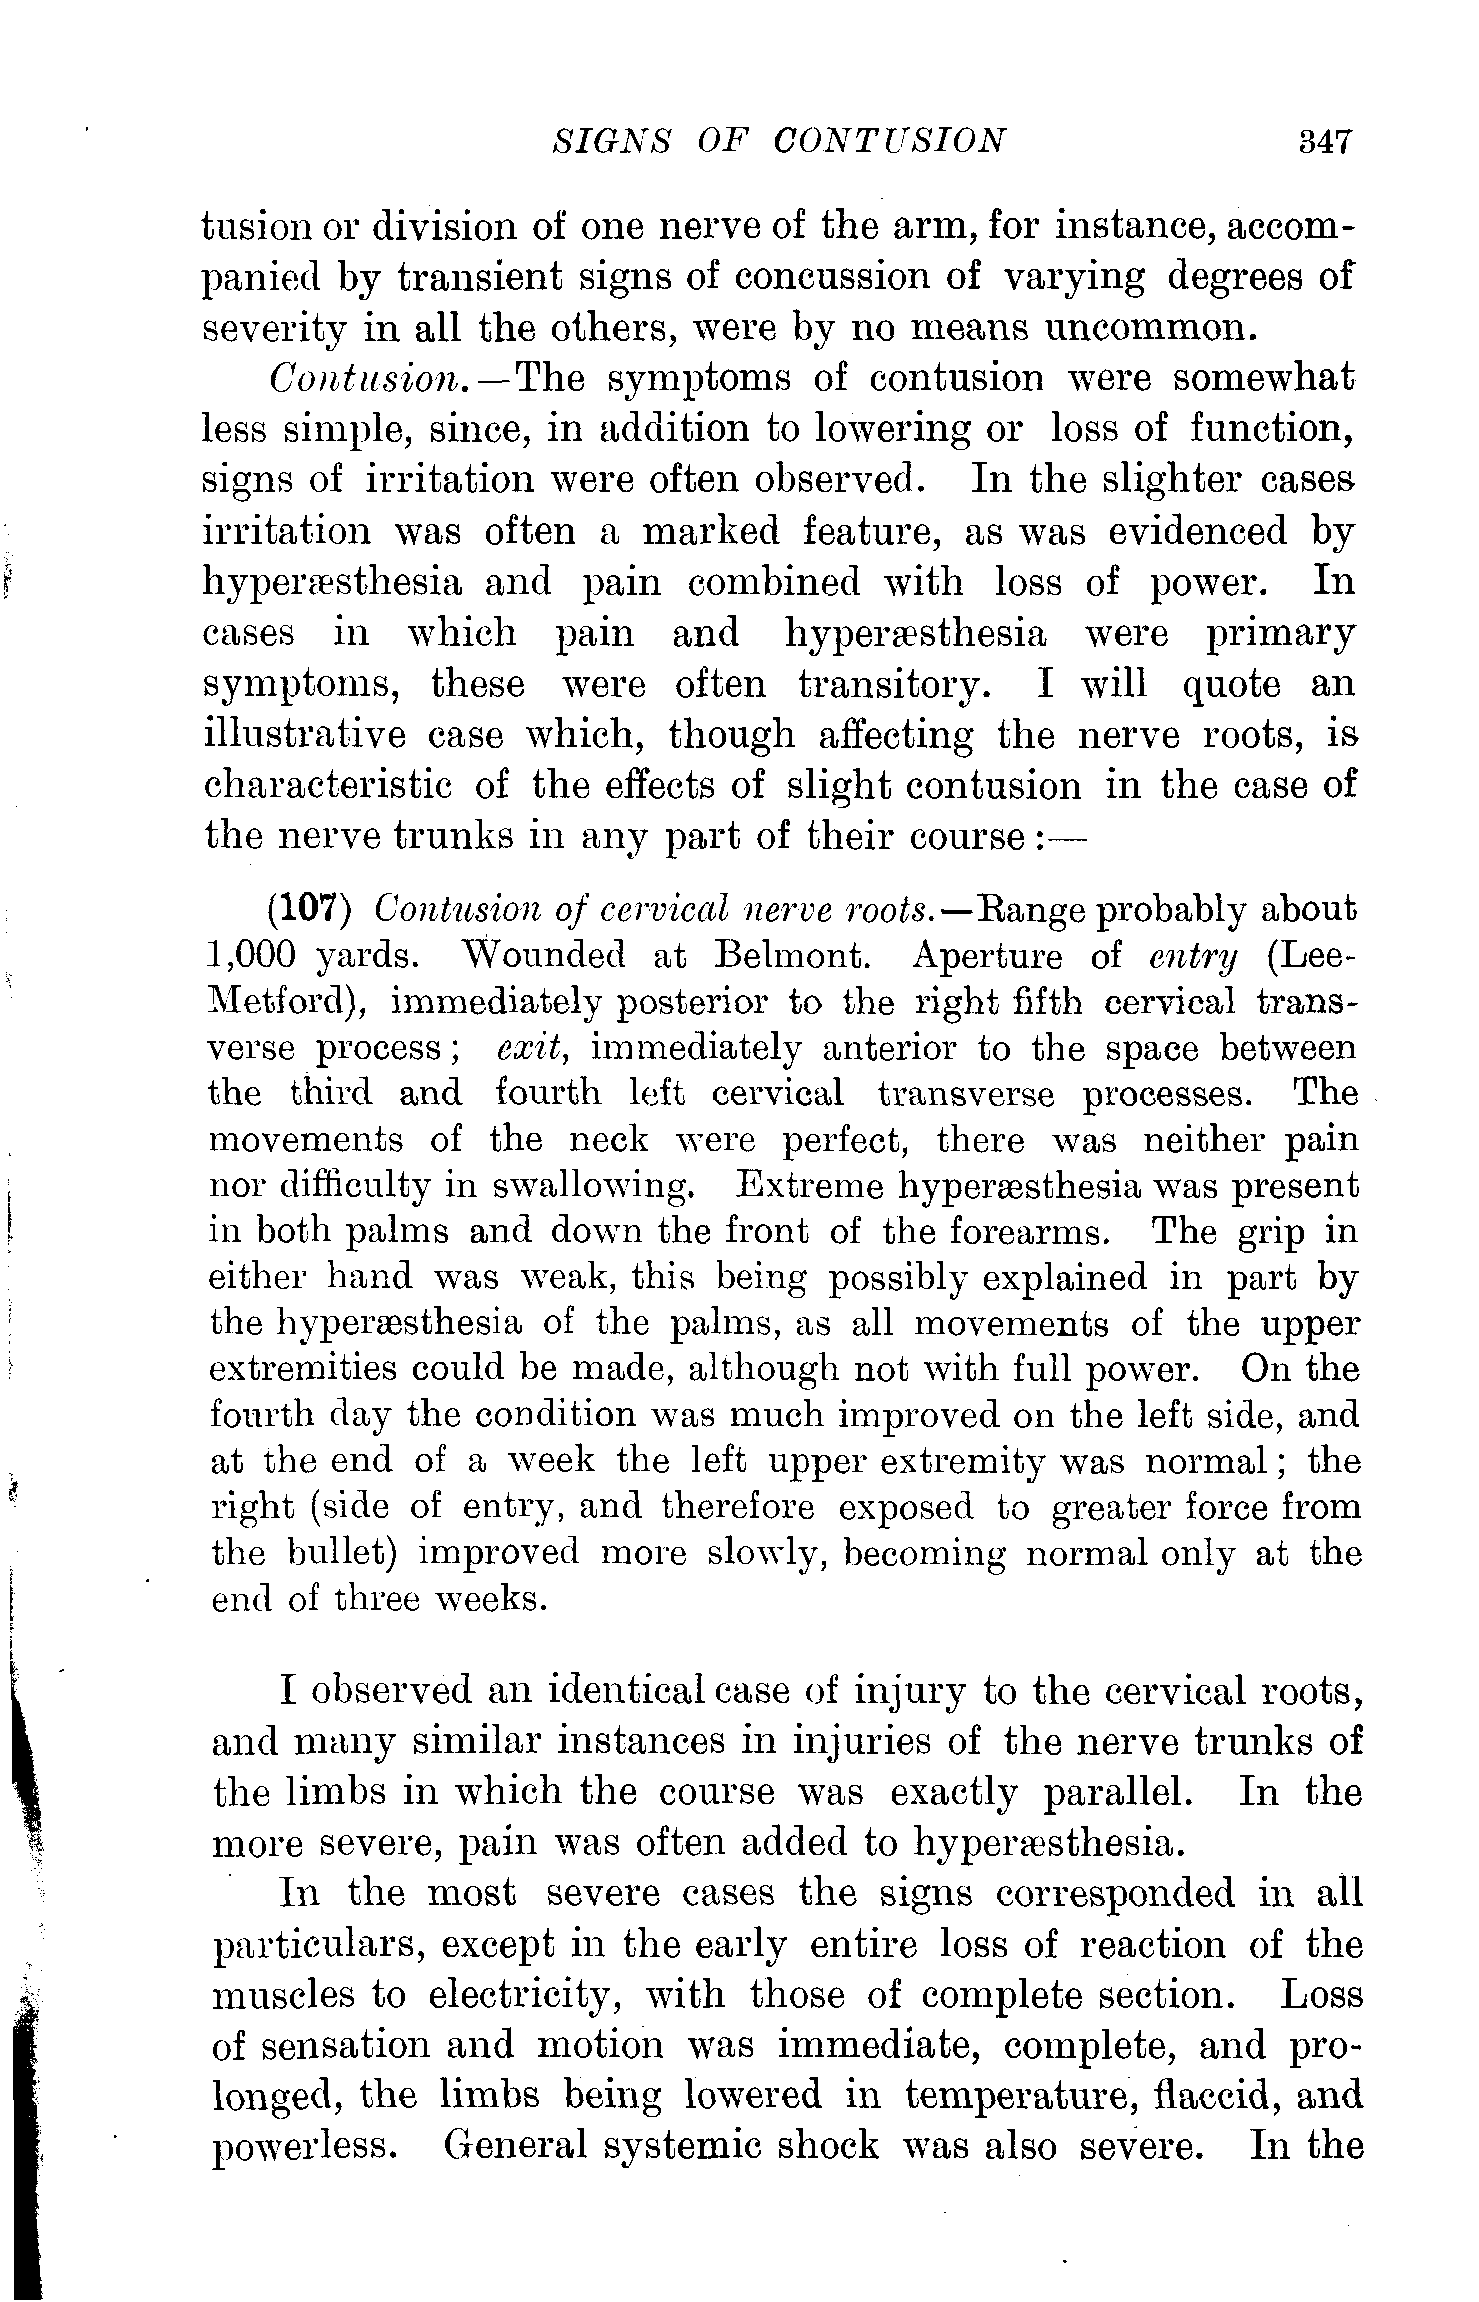 SIGNS OF CONTUSION 347
tusion or division of one nerve of the arm, for instance, accom-
panied by transient signs of concussion of varying degrees of
severity in all the others, were by no means uncommon.
Contusion.—The symptoms of contusion were somewhat
less simple, since, in addition to lowering or loss of function,
signs of irritation were often observed. In the slighter cases
irritation was often a marked feature, as was evidenced by
hyperæsthesia and pain combined with loss of power. In
cases in which pain and hyperæsthesia were primary
symptoms, these were often transitory. I will quote an
illustrative case which, though affecting the nerve roots, is
characteristic of the effects of slight contusion in the case of
the nerve trunks in any part of their course :—
(107) Contusion of cervical nerve roots.—Range probably about
1,000 yards. Wounded at Belmont. Aperture of entry (Lee-
Metford), immediately posterior to the right fifth cervical trans-
verse process ; exit, immediately anterior to the space between
the third and fourth left cervical transverse processes. The
movements of the neck were perfect, there was neither pain
nor difficulty in swallowing. Extreme hyperæsthesia was present
in both palms and down the front of the forearms. The grip in
either hand was weak, this being possibly explained in part by
the hyperæsthesia of the palms, as all movements of the upper
extremities could be made, although not with full power. On the
fourth day the condition was much improved on the left side, and
at the end of a week the left upper extremity was normal ; the
right (side of entry, and therefore exposed to greater force from
the bullet) improved more slowly, becoming normal only at the
end of three weeks.
I observed an identical case of injury to the cervical roots,
and many similar instances in injuries of the nerve trunks of
the limbs in which the course was exactly parallel. In the
more severe, pain was often added to hyperæsthesia.
In the most severe cases the signs corresponded in all
particulars, except in the early entire loss of reaction of the
muscles to electricity, with those of complete section. Loss
of sensation and motion was immediate, complete, and pro-
longed, the limbs being lowered in temperature, flaccid, and
powerless. General systemic shock was also severe. In the